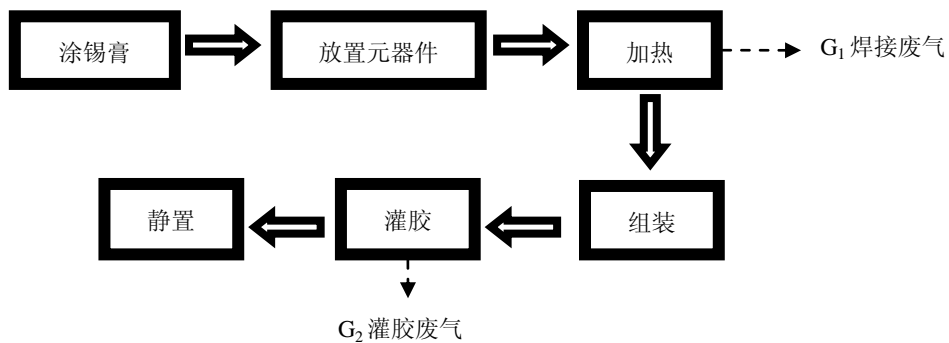 涂锡膏
放置元器件
加热
G₁焊接废气
组装
灌胶
静置
G₂灌胶废气